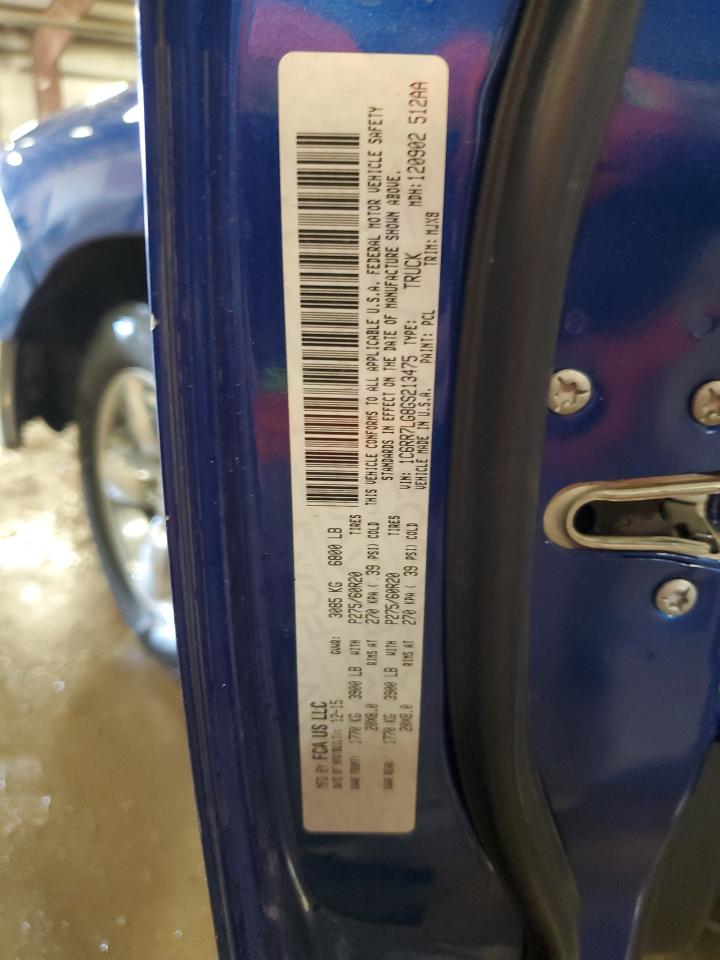 MFD BY FCA US LLC
DATE OF MFG(BUILT): 12-15 GVWR: 3085 KG 6800 LB
GAWR FRONT: 1770 KG 3900 LB WITH P275/60R20 TIRES
20X8.0 RIMS AT 270 KPA ( 39 PSI) COLD
GAWR REAR: 1770 KG 3900 LB WITH P275/60R20 TIRES
20X8.0 RIMS AT 270 KPA ( 39 PSI) COLD
THIS VEHICLE CONFORMS TO ALL APPLICABLE U.S.A. FEDERAL MOTOR VEHICLE SAFETY
STANDARDS IN EFFECT ON THE DATE OF MANUFACTURE SHOWN ABOVE.
VIN: 1C6RR7LG8GS213475 TYPE: TRUCK MDH:120902 512AA
VEHICLE MADE IN U.S.A. PAINT: PCL TRIM: MJX8